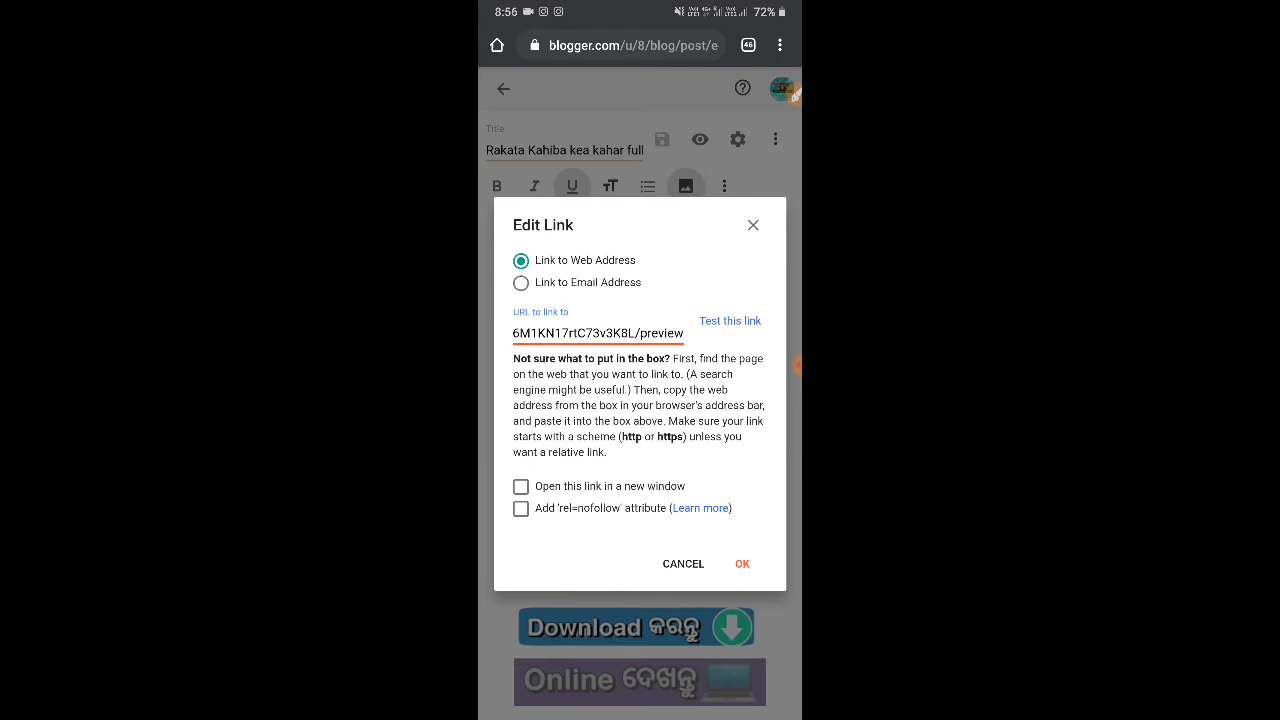 8:56
72%
blogger.com/u/8/blog/post/e
46
Title
Rakata Kahiba kea kahar full
B I U TT
Edit Link
Link to Web Address
Link to Email Address
URL to link to
6M1KN17rtC73v3K8L/preview
Test this link
Not sure what to put in the box? First, find the page
on the web that you want to link to. (A search
engine might be useful.) Then, copy the web
address from the box in your browser's address bar,
and paste it into the box above. Make sure your link
starts with a scheme (http or https) unless you
want a relative link.
Open this link in a new window
Add 'rel=nofollow' attribute (Learn more)
CANCEL OK
Download କରନ୍ତୁ
Online ଦେଖନ୍ତୁ